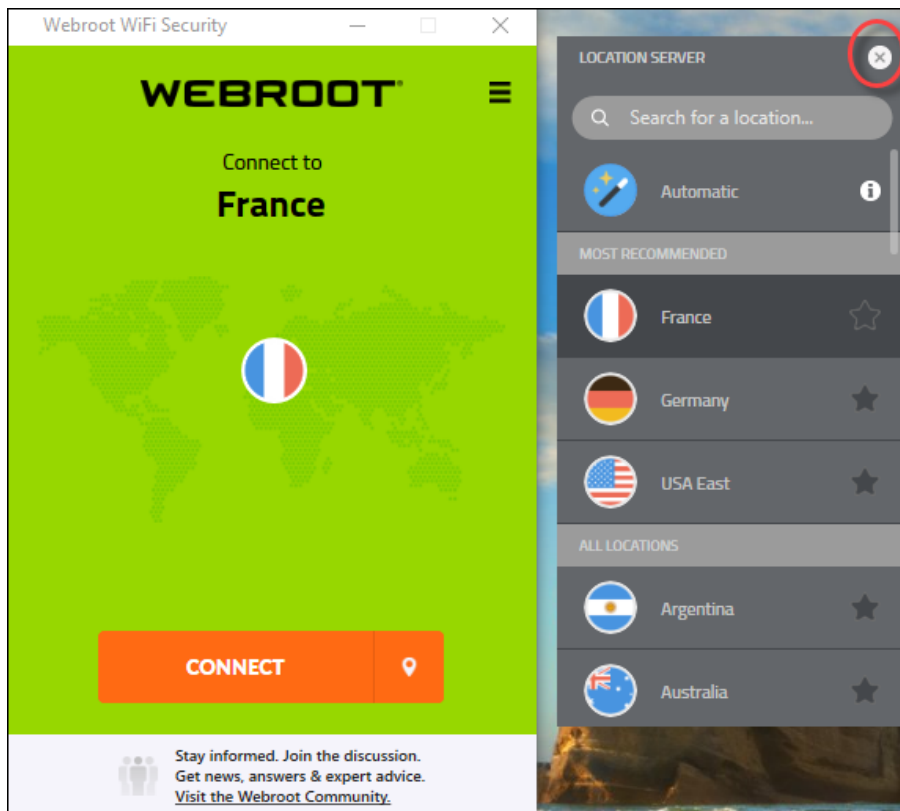 Webroot WiFi Security
WEBROOT
Connect to
France
CONNECT
Stay informed. Join the discussion.
Get news, answers & expert advice.
Visit the Webroot Community.
LOCATION SERVER
Search for a location...
Automatic
MOST RECOMMENDED
France
Germany
USA East
ALL LOCATIONS
Argentina
Australia